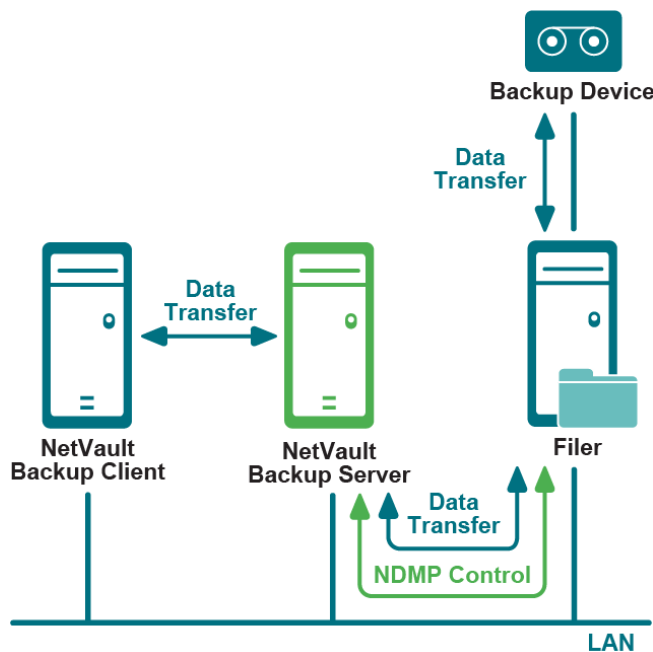 Backup Device
Data
Transfer
Data
Transfer
NetVault
Backup Client
NetVault
Backup Server
Filer
Data
Transfer
NDMP Control
LAN